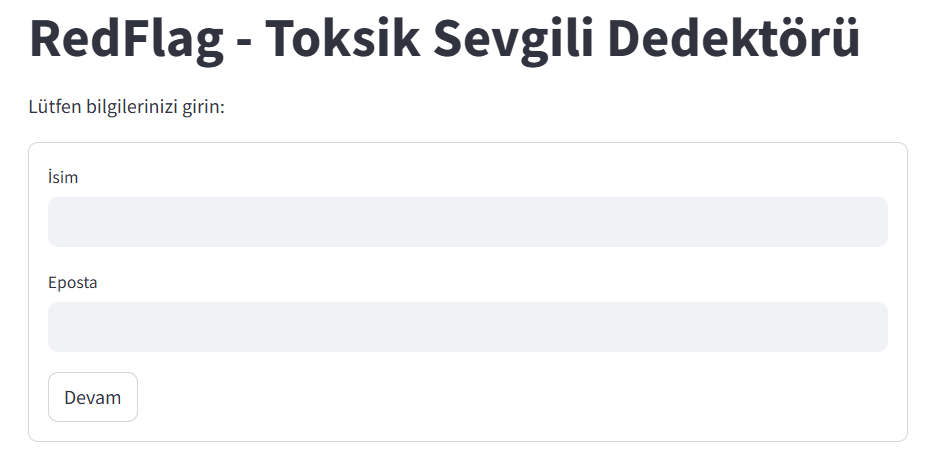 RedFlag - Toksik Sevgili Dedektörü
Lütfen bilgilerinizi girin:
İsim
Eposta
Devam